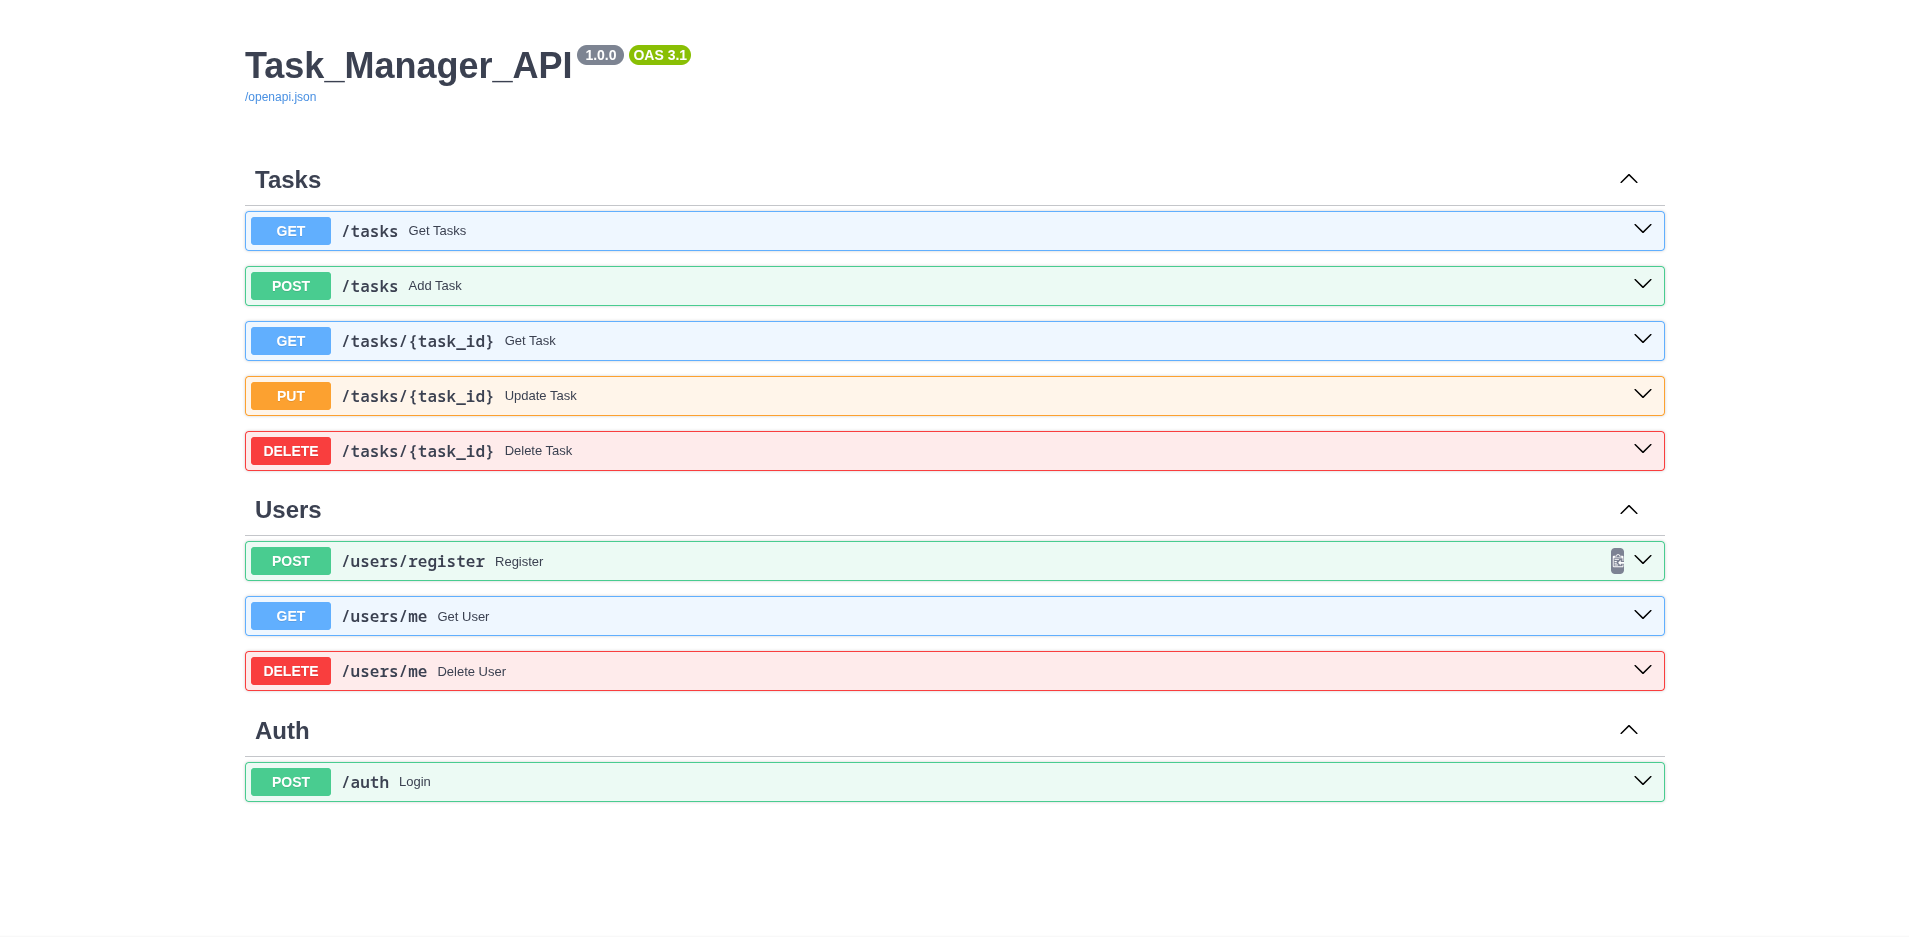 Task_Manager_API 1.0.0 OAS 3.1
/openapi.json
Tasks
GET /tasks Get Tasks
POST /tasks Add Task
GET /tasks/{task_id} Get Task
PUT /tasks/{task_id} Update Task
DELETE /tasks/{task_id} Delete Task
Users
POST /users/register Register
GET /users/me Get User
DELETE /users/me Delete User
Auth
POST /auth Login